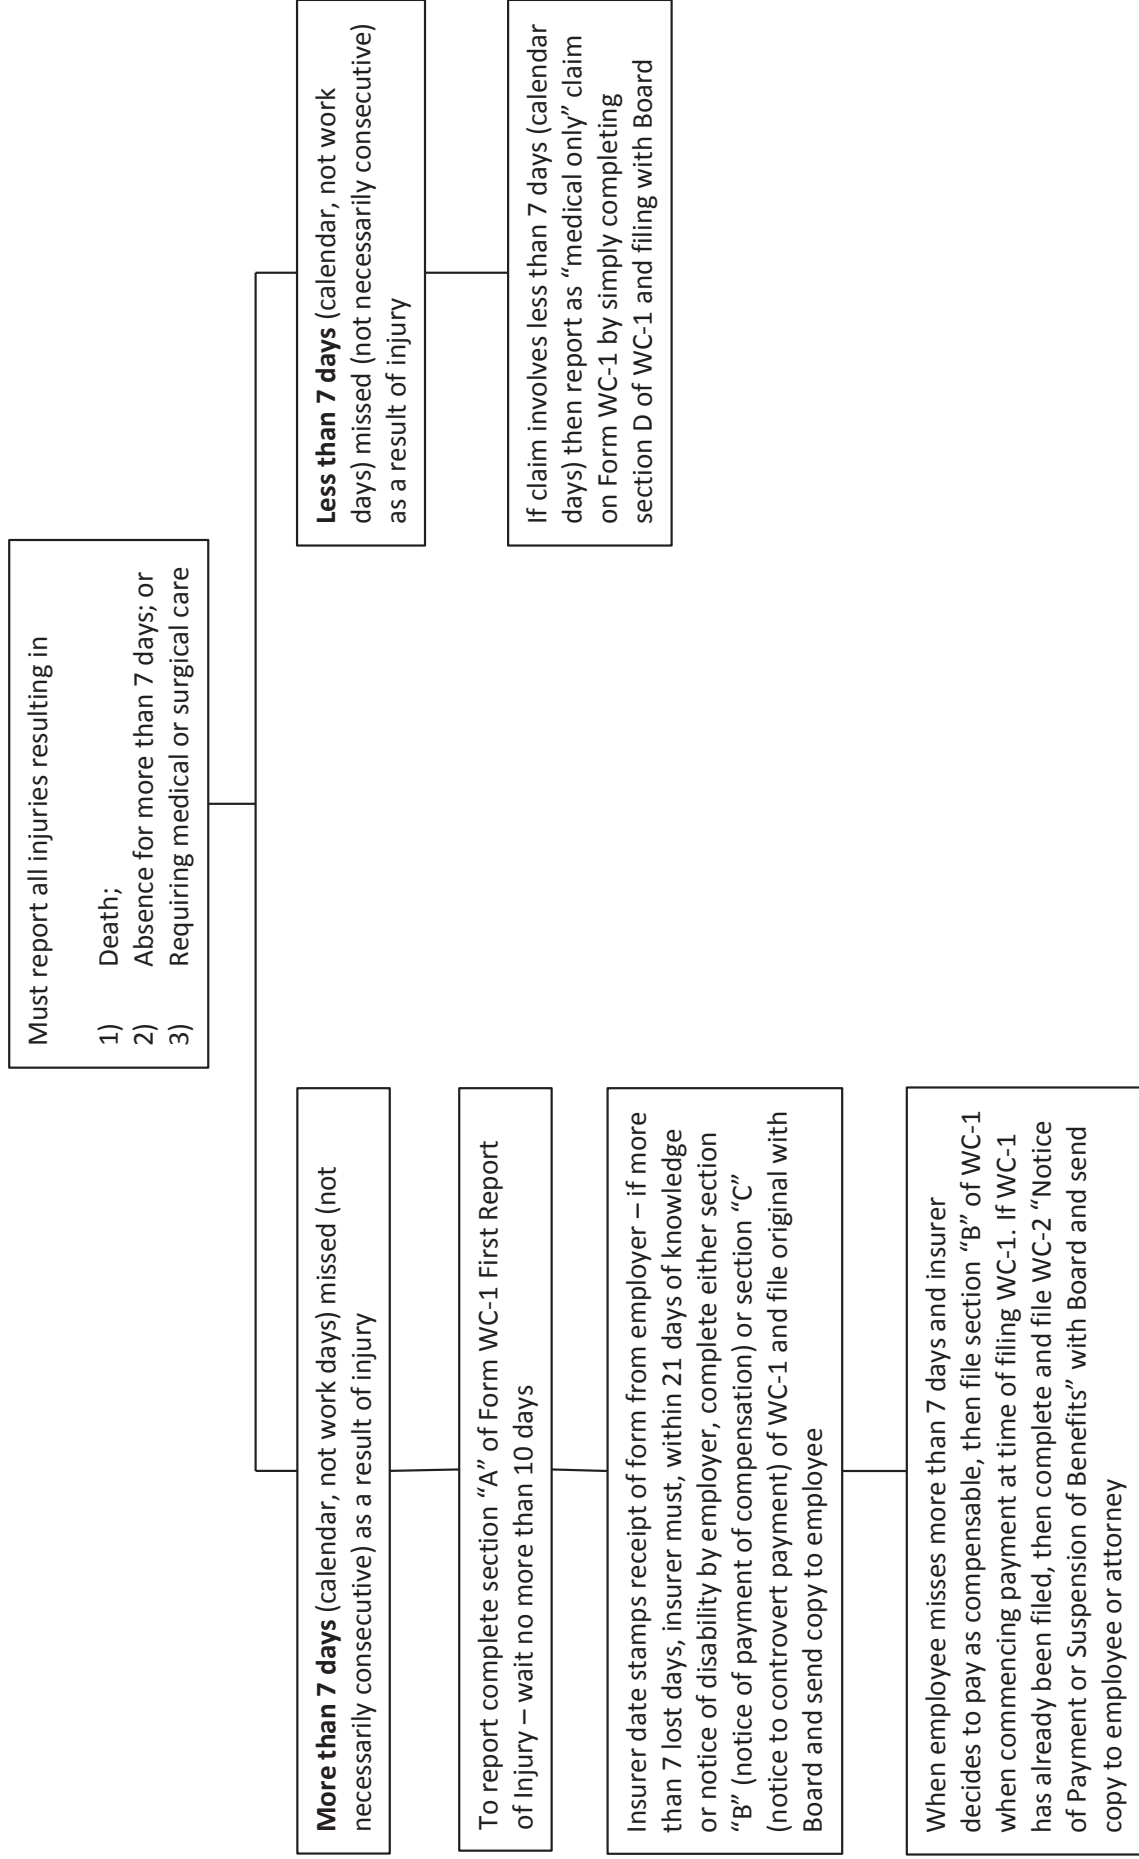 Must report all injuries resulting in
1) Death;
2) Absence for more than 7 days; or
3) Requiring medical or surgical care
More than 7 days (calendar, not work days) missed (not
necessarily consecutive) as a result of injury
To report complete section “A” of Form WC-1 First Report
of Injury – wait no more than 10 days
Insurer date stamps receipt of form from employer – if more
than 7 lost days, insurer must, within 21 days of knowledge
or notice of disability by employer, complete either section
“B” (notice of payment of compensation) or section “C”
(notice to controvert payment) of WC-1 and file original with
Board and send copy to employee
When employee misses more than 7 days and insurer
decides to pay as compensable, then file section “B” of WC-1
when commencing payment at time of filing WC-1. If WC-1
has already been filed, then complete and file WC-2 “Notice
of Payment or Suspension of Benefits” with Board and send
copy to employee or attorney
Less than 7 days (calendar, not work
days) missed (not necessarily consecutive)
as a result of injury
If claim involves less than 7 days (calendar
days) then report as “medical only” claim
on Form WC-1 by simply completing
section D of WC-1 and filing with Board